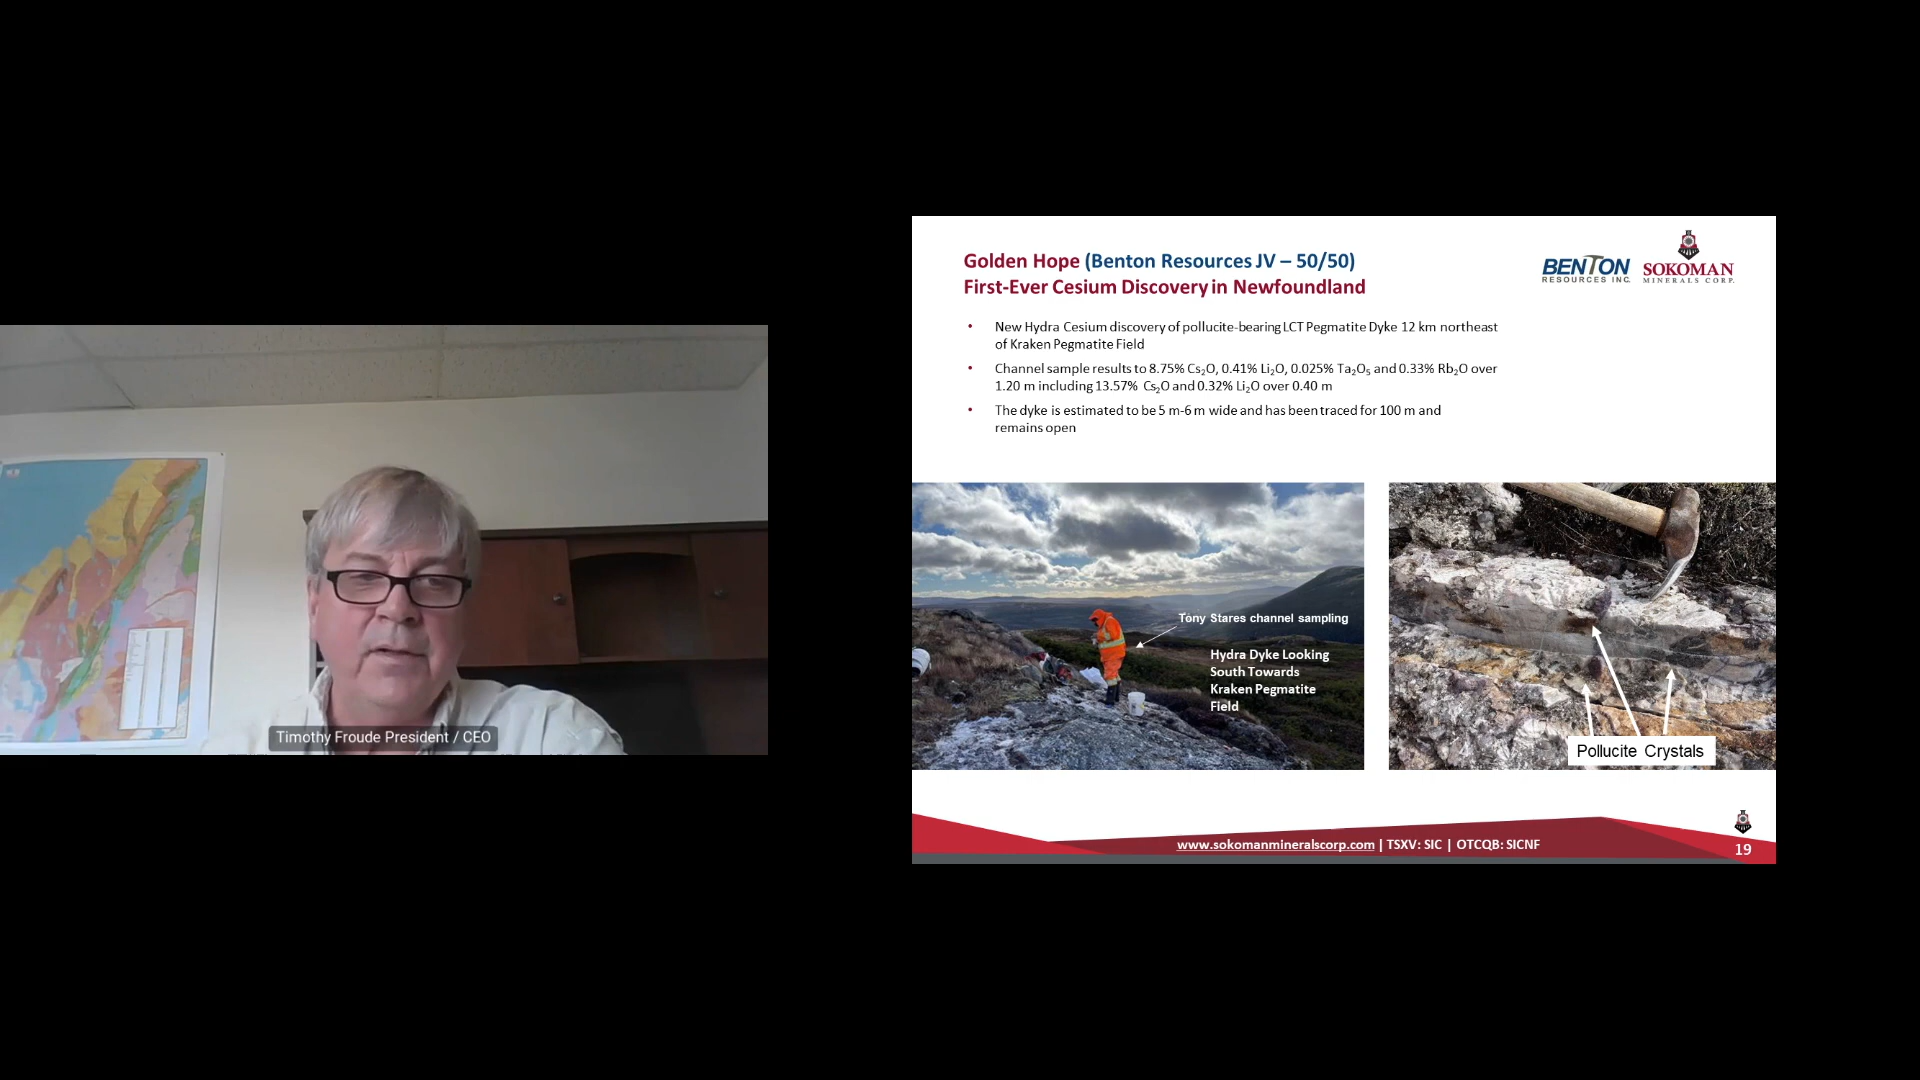 Timothy Froude President / CEO
Golden Hope (Benton Resources JV – 50/50)
First-Ever Cesium Discovery in Newfoundland
BENTON
RESOURCES INC.
SOKOMAN
MINERALS CORP.
• New Hydra Cesium discovery of pollucite-bearing LCT Pegmatite Dyke 12 km northeast
of Kraken Pegmatite Field
• Channel sample results to 8.75% Cs₂O, 0.41% Li₂O, 0.025% Ta₂O₅ and 0.33% Rb₂O over
1.20 m including 13.57% Cs₂O and 0.32% Li₂O over 0.40 m
• The dyke is estimated to be 5 m-6 m wide and has been traced for 100 m and
remains open
Tony Stares channel sampling
Hydra Dyke Looking
South Towards
Kraken Pegmatite
Field
Pollucite Crystals
www.sokomanmineralscorp.com | TSXV: SIC | OTCQB: SICNF
19